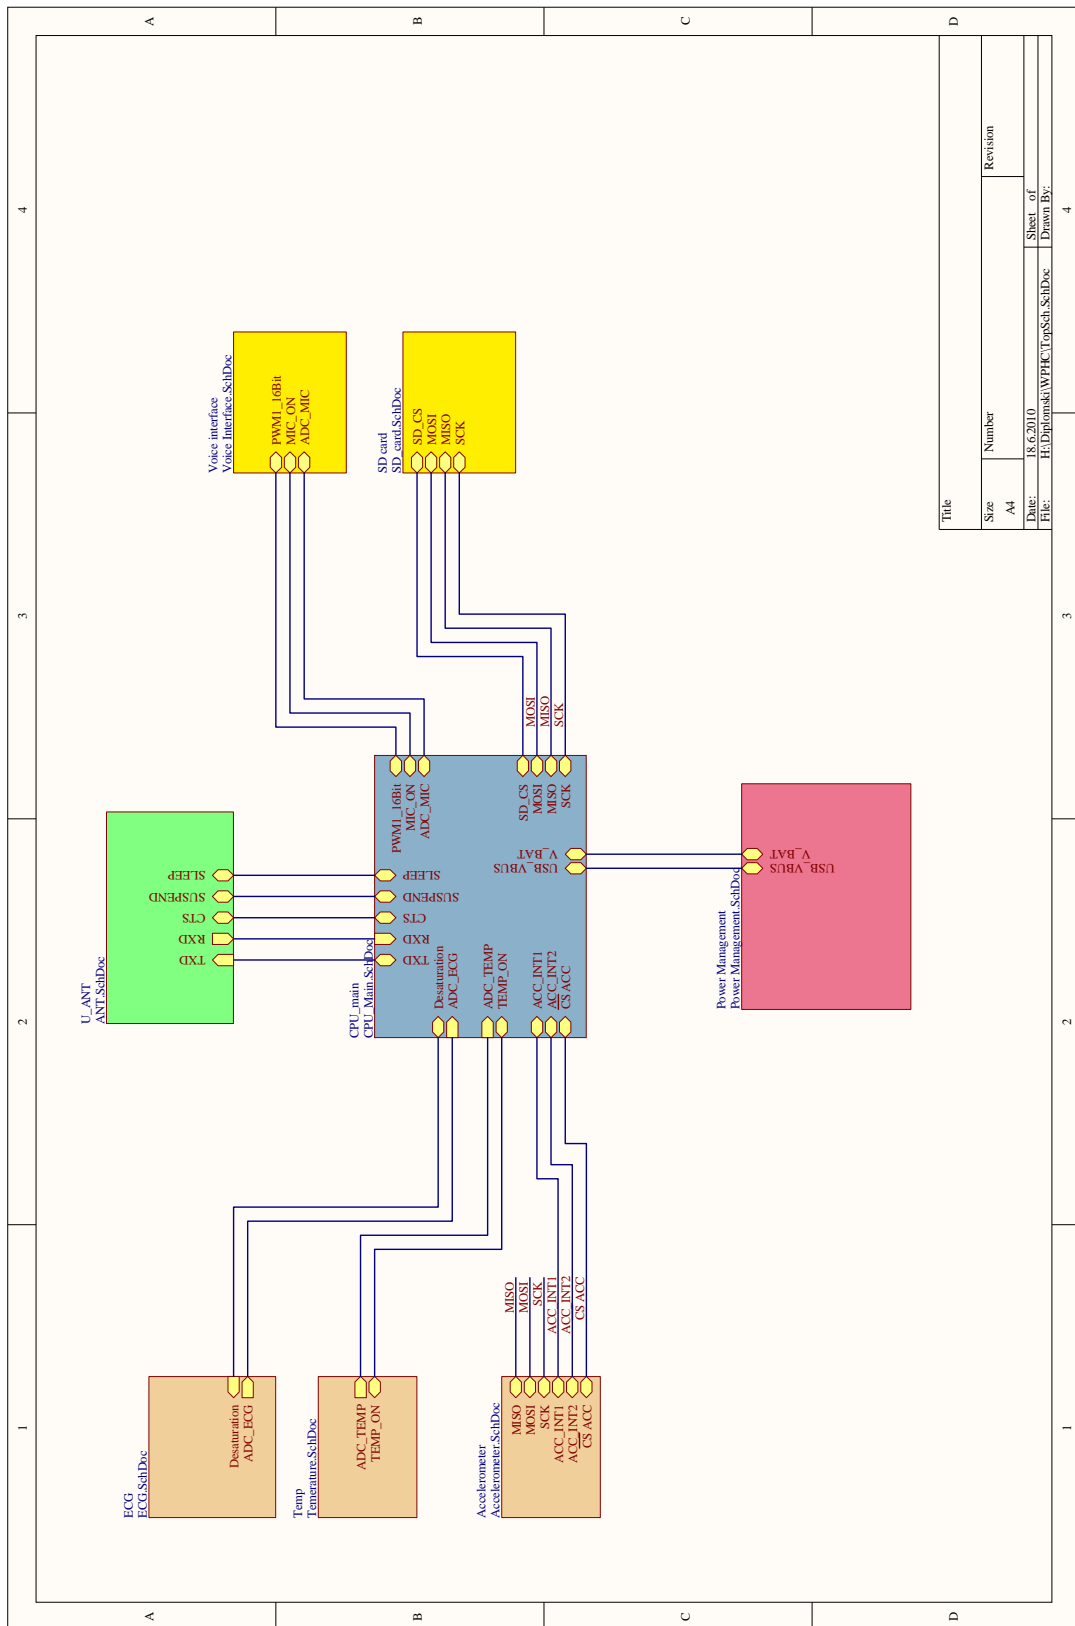 1
2
3
4
A
B
C
D
A
B
C
D
1
2
3
4
ECG
ECG.SchDoc
Desaturation
ADC_ECG
Temp
Temerature.SchDoc
ADC_TEMP
TEMP_ON
Accelerometer
Accelerometer.SchDoc
MISO
MOSI
SCK
ACC_INT1
ACC_INT2
CS ACC
MISO
MOSI
SCK
ACC_INT1
ACC_INT2
CS ACC
U_ANT
ANT.SchDoc
TXD
RXD
CTS
SUSPEND
SLEEP
CPU_main
CPU_Main.SchDoc
TXD
RXD
CTS
SUSPEND
SLEEP
Desaturation
ADC_ECG
ADC_TEMP
TEMP_ON
ACC_INT1
ACC_INT2
CS ACC
PWM1_16Bit
MIC_ON
ADC_MIC
SD_CS
MOSI
MISO
SCK
USB_VBUS
V_BAT
MOSI
MISO
SCK
Voice interface
Voice Interface.SchDoc
PWM1_16Bit
MIC_ON
ADC_MIC
SD card
SD_card.SchDoc
SD_CS
MOSI
MISO
SCK
Power Management
Power Management.SchDoc
USB_VBUS
V_BAT
Title
Size
Number
Revision
A4
Date:
18.6.2010
Sheet of
File:
H:\Diplomski\WPHC\TopSch.SchDoc
Drawn By: